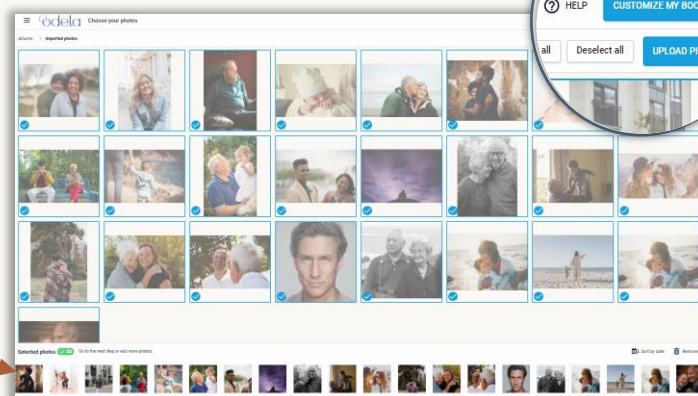 odela Choose your photos
HELP
CUSTOMIZE MY BOO
Albums > Imported photos
all
Deselect all
UPLOAD PH
Selected photos
Go to the next step or add more photos.
Sort by date
Remove